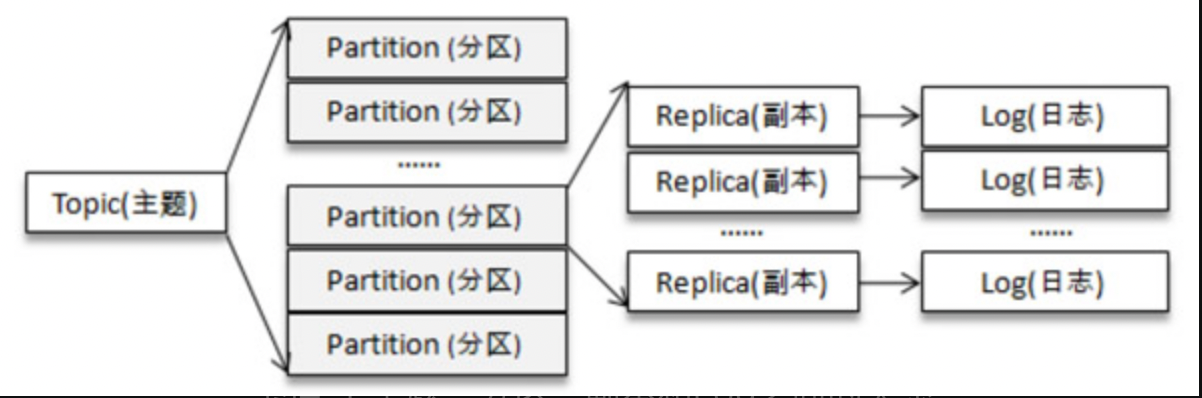 Topic(主题)
Partition (分区)
Partition (分区)
......
Partition (分区)
Partition (分区)
Partition (分区)
Replica(副本)
Replica(副本)
......
Replica(副本)
Log(日志)
Log(日志)
......
Log(日志)